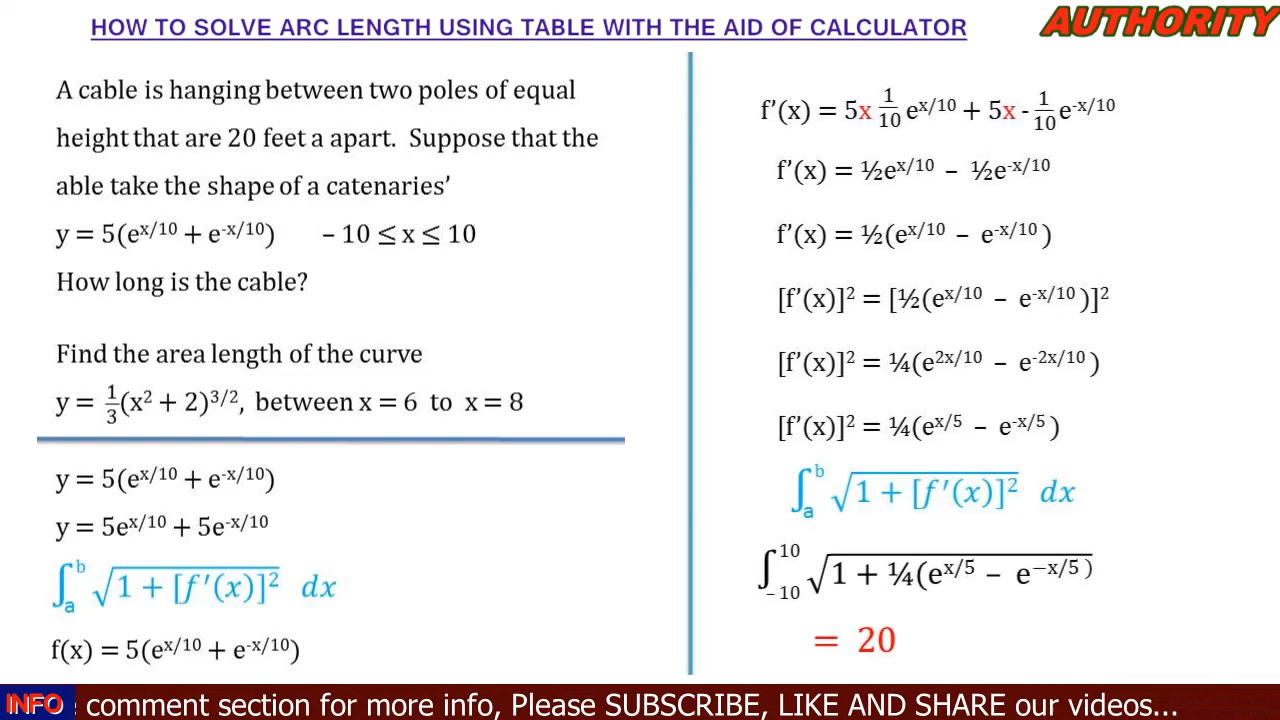 HOW TO SOLVE ARC LENGTH USING TABLE WITH THE AID OF CALCULATOR
AUTHORITY
A cable is hanging between two poles of equal
height that are 20 feet a apart. Suppose that the
able take the shape of a catenaries’
y = 5(e^x/10 + e^-x/10) – 10 ≤ x ≤ 10
How long is the cable?
Find the area length of the curve
y = 1/3(x² + 2)^3/2, between x = 6 to x = 8
y = 5(e^x/10 + e^-x/10)
y = 5e^x/10 + 5e^-x/10
∫_a^b √(1 + [f′(x)]²) dx
f(x) = 5(e^x/10 + e^-x/10)
f’(x) = 5x 1/10 e^x/10 + 5x - 1/10 e^-x/10
f’(x) = ½e^x/10 – ½e^-x/10
f’(x) = ½(e^x/10 – e^-x/10)
[f’(x)]² = [½(e^x/10 – e^-x/10)]²
[f’(x)]² = ¼(e^2x/10 – e^-2x/10)
[f’(x)]² = ¼(e^x/5 – e^-x/5)
∫_a^b √(1 + [f′(x)]²) dx
∫_-10^10 √(1 + ¼(e^x/5 – e^−x/5))
= 20
INFO comment section for more info, Please SUBSCRIBE, LIKE AND SHARE our videos...